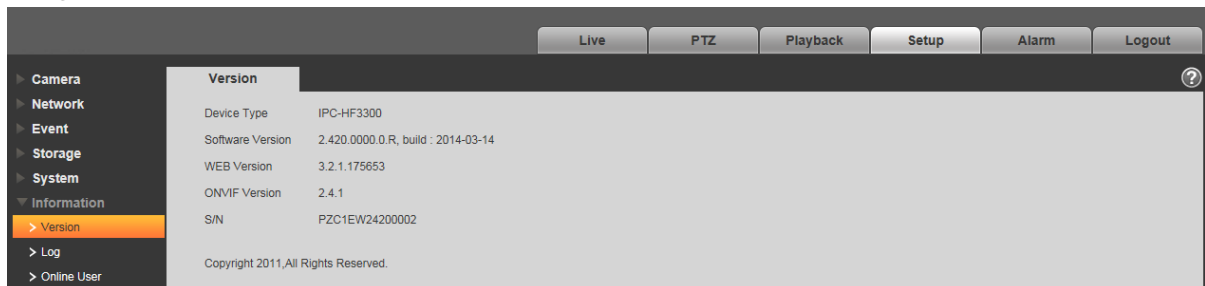 Live PTZ Playback Setup Alarm Logout
Camera
Network
Event
Storage
System
Information
> Version
> Log
> Online User
Version
?
Device Type IPC-HF3300
Software Version 2.420.0000.0.R, build : 2014-03-14
WEB Version 3.2.1.175653
ONVIF Version 2.4.1
S/N PZC1EW24200002
Copyright 2011,All Rights Reserved.